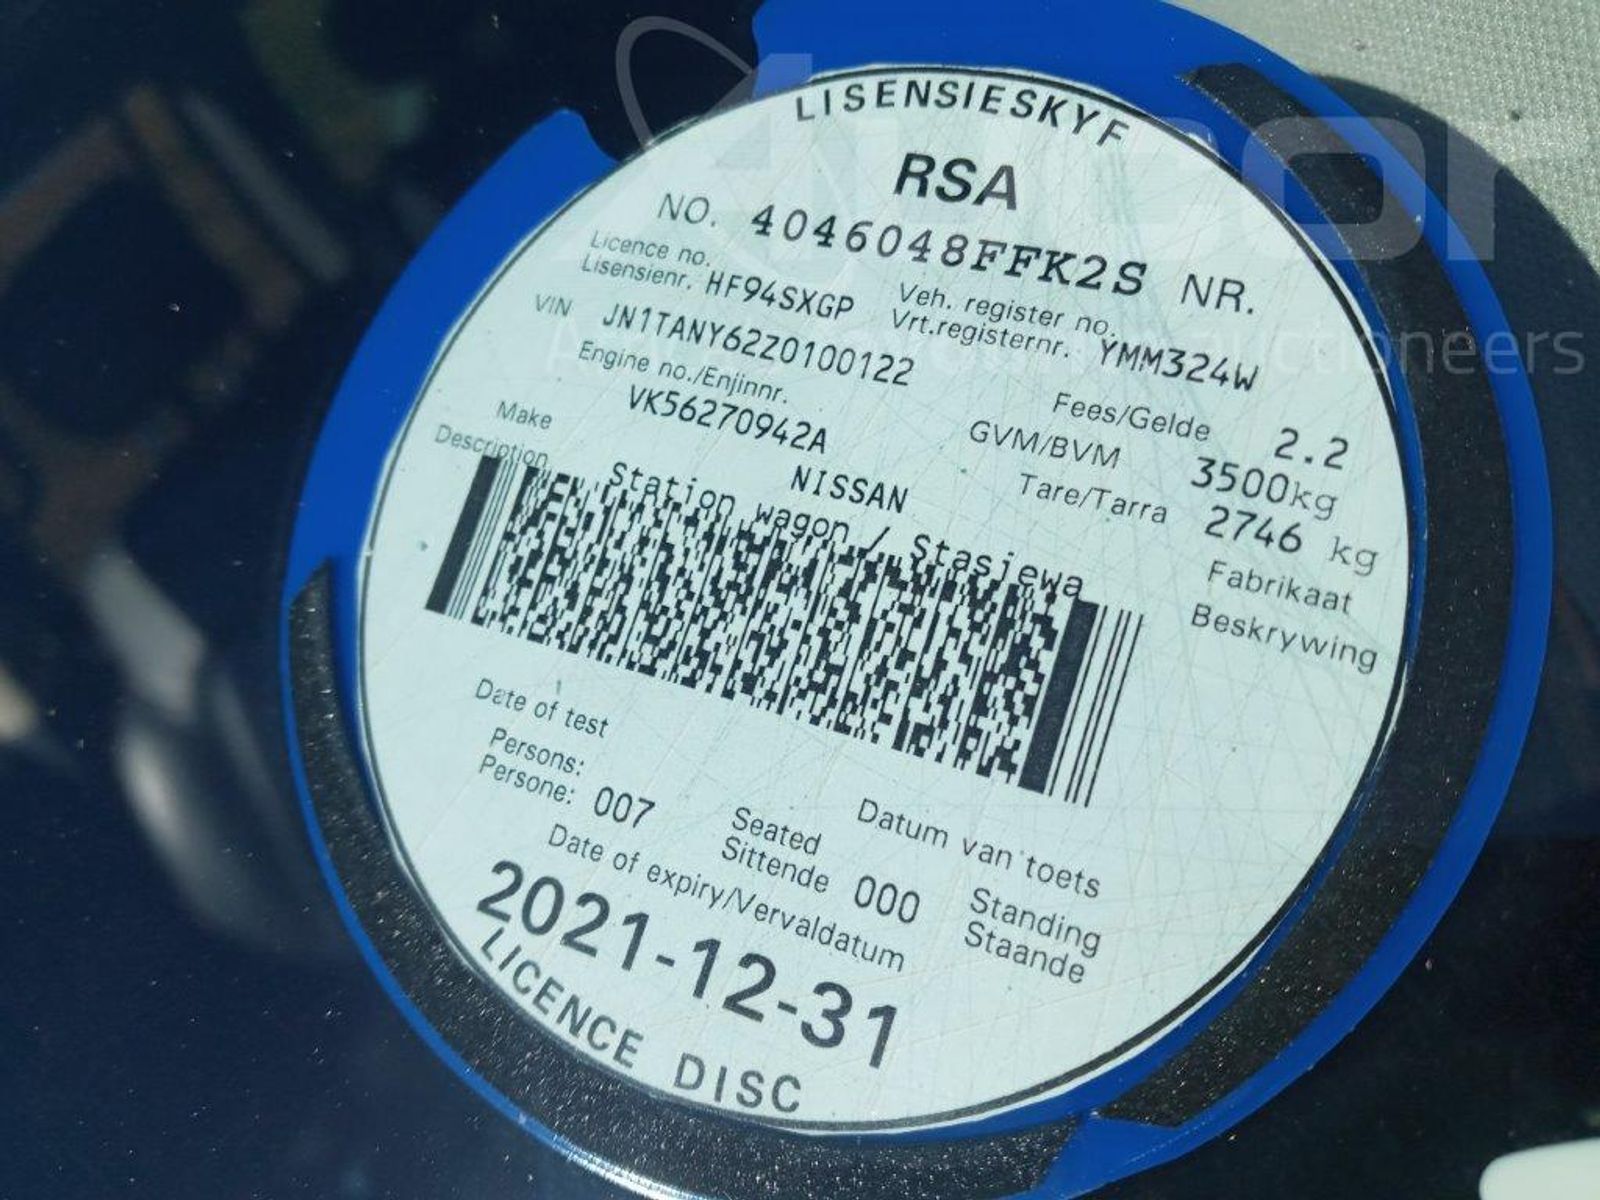 LISENSIESKYF
RSA
NO. 4046048FFK2S NR.
Licence no. Veh. register no.
Lisensienr. HF94SXGP Vrt.registernr. YMM324W
VIN JN1TANY62Z0100122
Engine no./Enjinnr. Fees/Gelde 2.2
VK56270942A GVM/BVM 3500kg
Tare/Tarra 2746 kg
Make NISSAN Fabrikaat
Description Station wagon / Stasiewa Beskrywing
Date of test Datum van toets
Persons: Seated Standing
Persone: 007 Sittende 000 Staande
Date of expiry/Vervaldatum
2021-12-31
LICENCE DISC